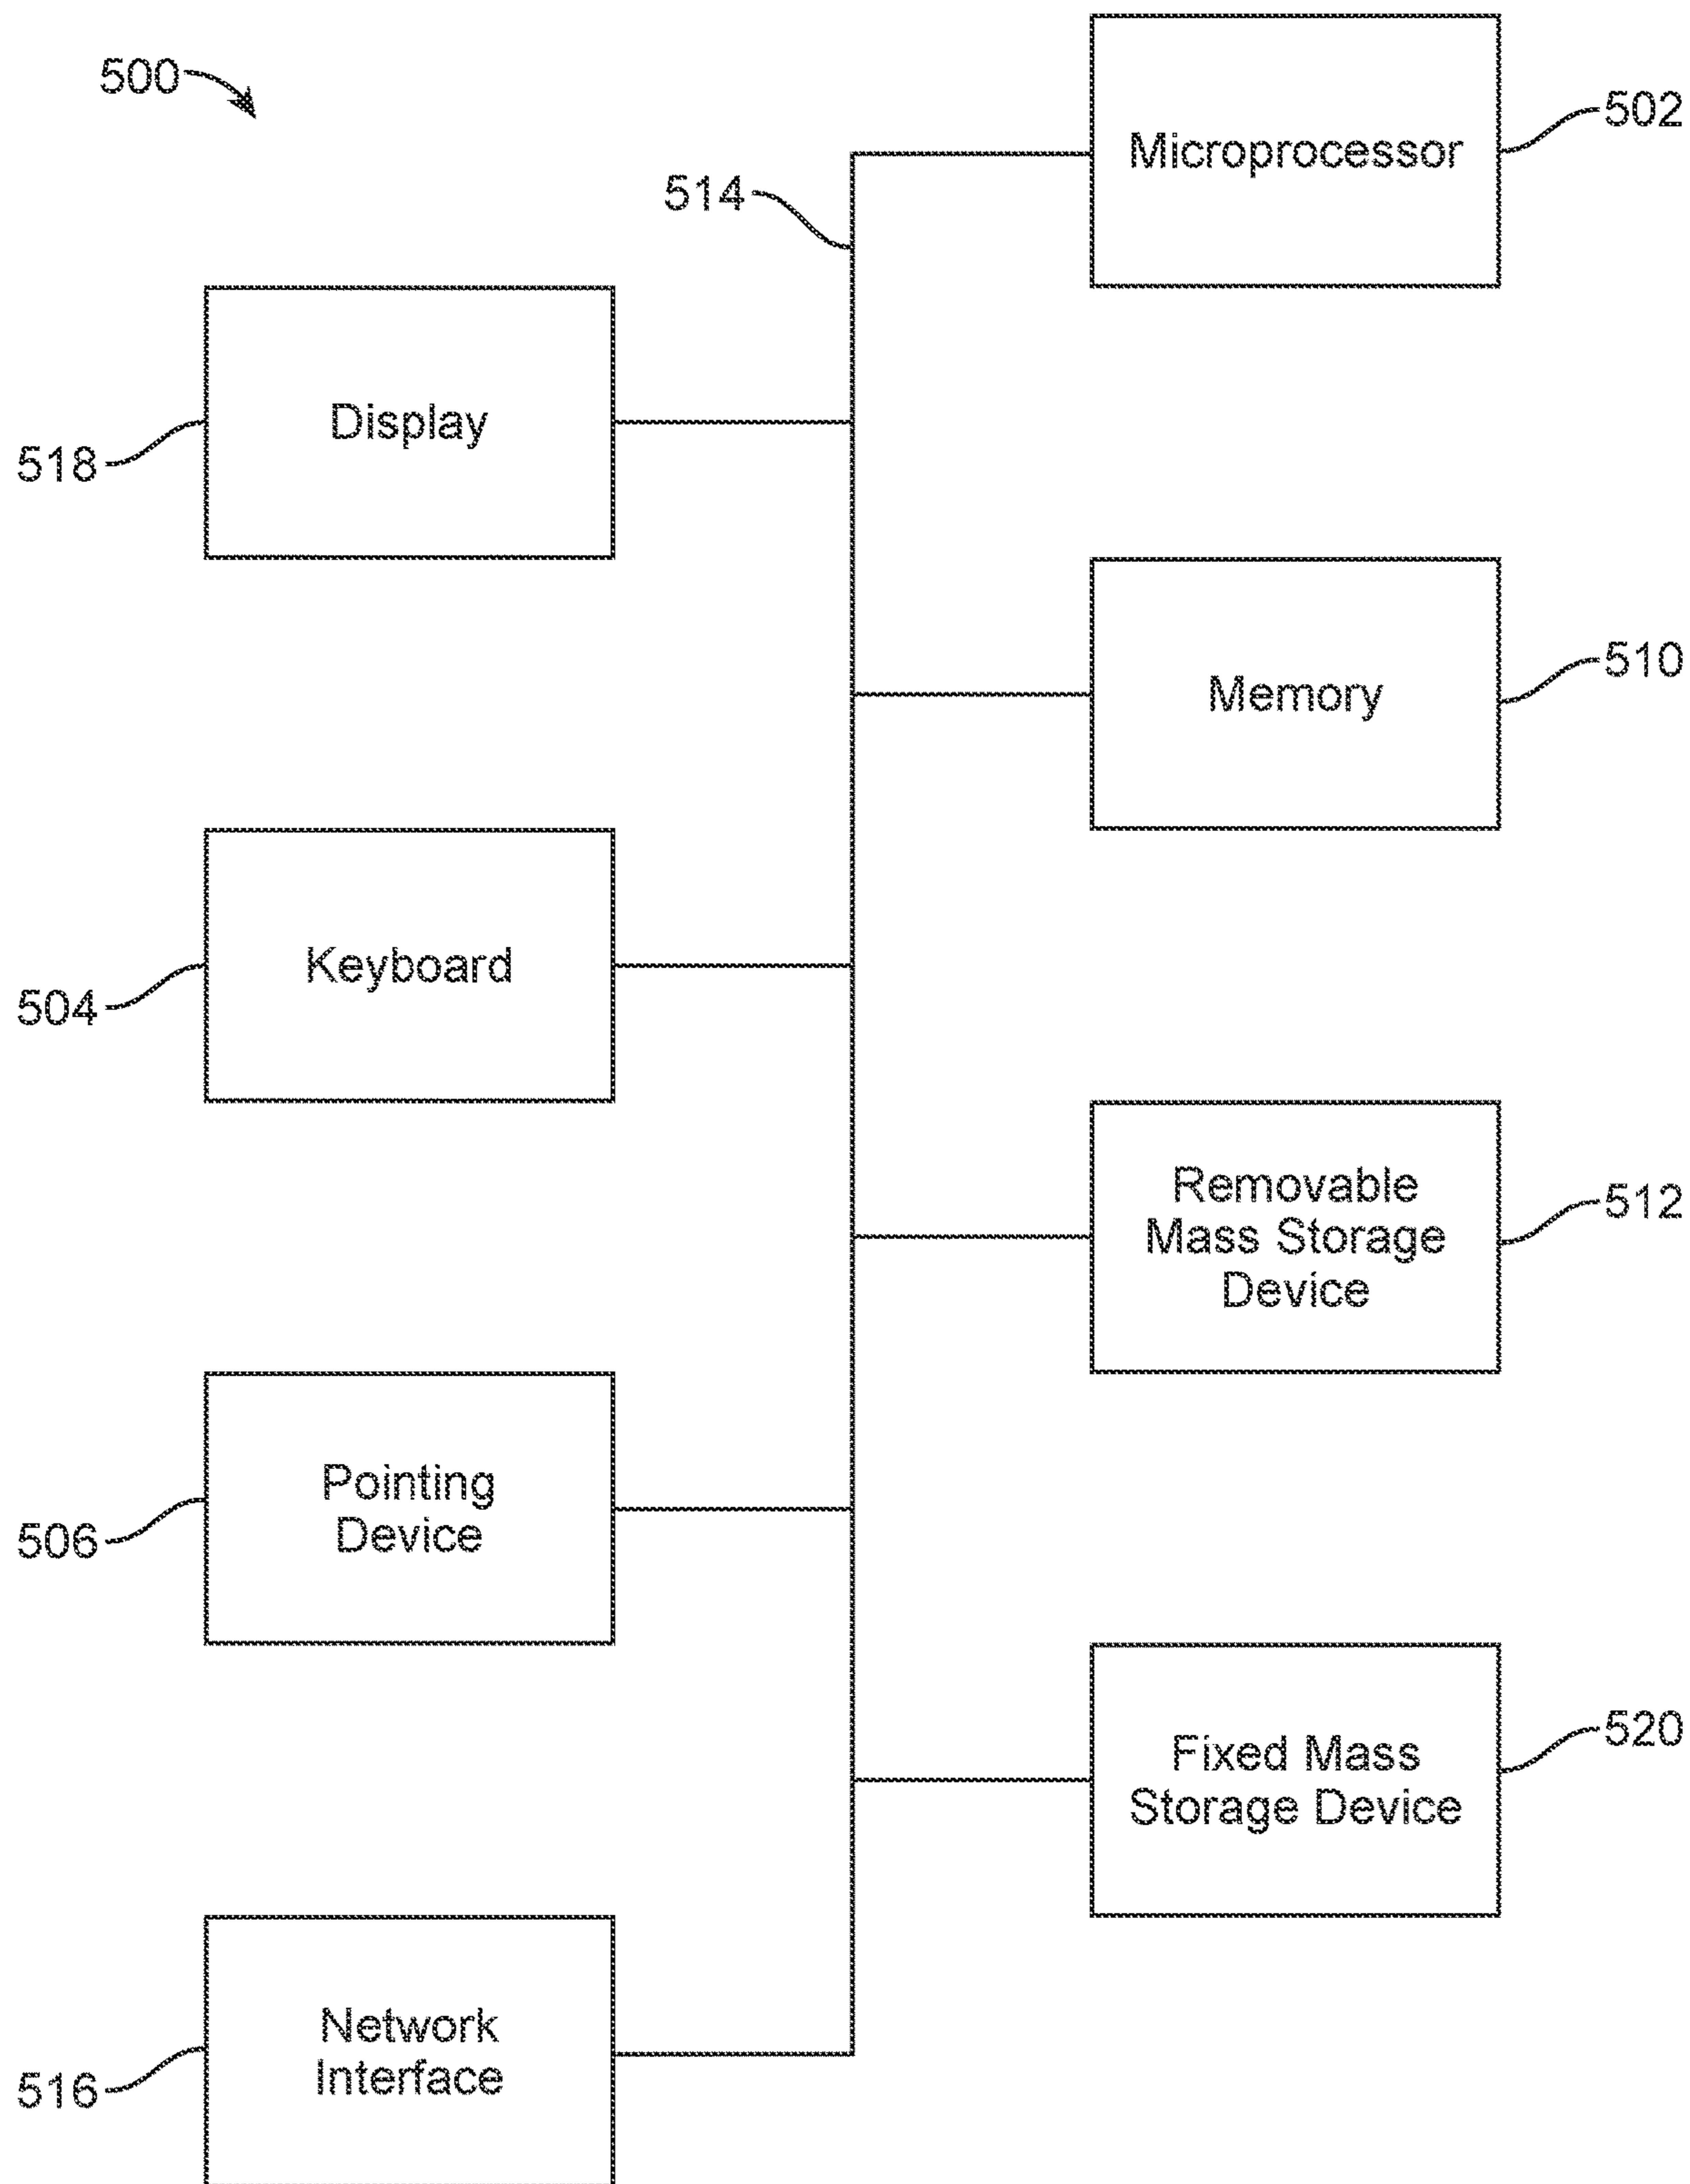 500
502
Microprocessor
514
Display
518
510
Memory
Keyboard
504
Removable
Mass Storage
Device
512
Pointing
Device
506
520
Fixed Mass
Storage Device
Network
Interface
516